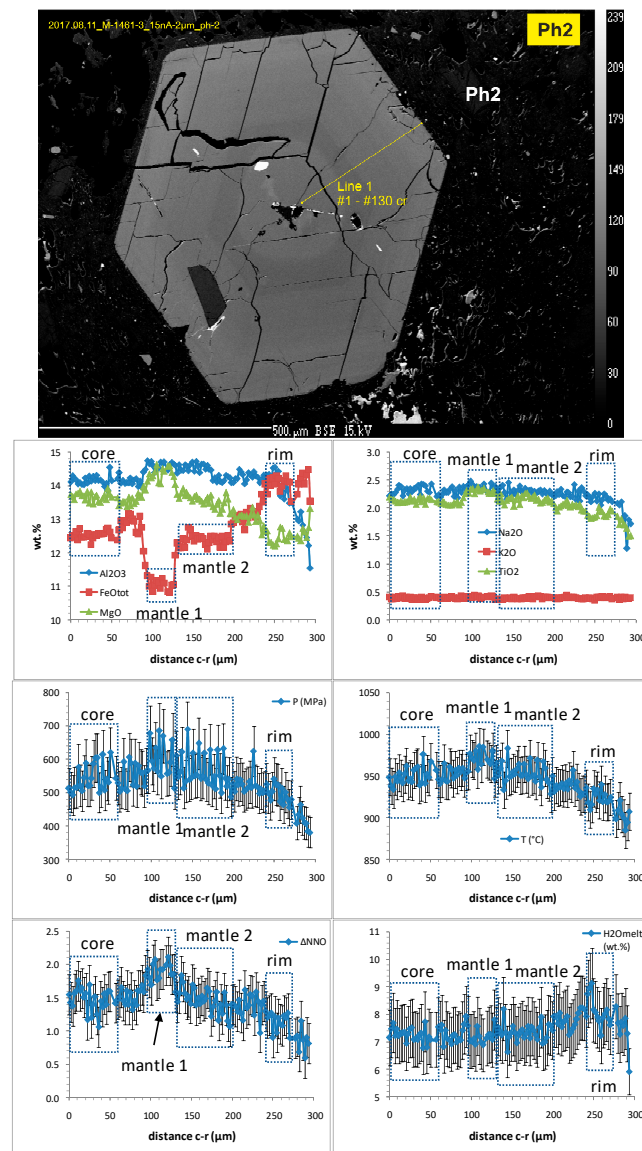 2017.08.11_M-1461-3_15nA-2µm_ph-2
Ph2
Ph2
Line 1
#1 - #130 cr
239
209
179
149
120
90
60
30
0
500.µm BSE 15.kV
15
14
13
12
11
10
wt.%
core
rim
mantle 2
mantle 1
Al2O3
FeOtot
MgO
0 50 100 150 200 250 300
distance c-r (µm)
3.0
2.5
2.0
1.5
1.0
0.5
0.0
wt.%
core
mantle 1
mantle 2
rim
Na2O
K2O
TiO2
0 50 100 150 200 250 300
distance c-r (µm)
800
700
600
500
400
300
core
rim
mantle 1
mantle 2
P (MPa)
0 50 100 150 200 250 300
distance c-r (µm)
1050
1000
950
900
850
core
mantle 1
mantle 2
rim
T (°C)
0 50 100 150 200 250 300
distance c-r (µm)
2.5
2.0
1.5
1.0
0.5
0.0
core
mantle 2
rim
mantle 1
ΔNNO
0 50 100 150 200 250 300
distance c-r (µm)
11
10
9
8
7
6
5
core
mantle 1
mantle 2
rim
H2Omelt
(wt.%)
0 50 100 150 200 250 300
distance c-r (µm)